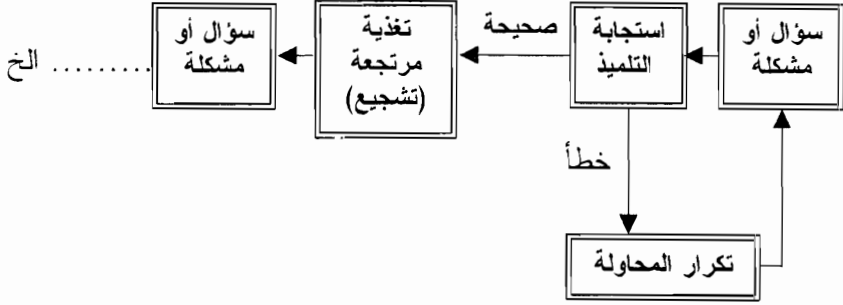 سؤال أو
مشكلة
استجابة
التلميذ
صحيحة
تغذية
مرتجعة
(تشجيع)
سؤال أو
مشكلة
......... الخ
خطأ
تكرار المحاولة